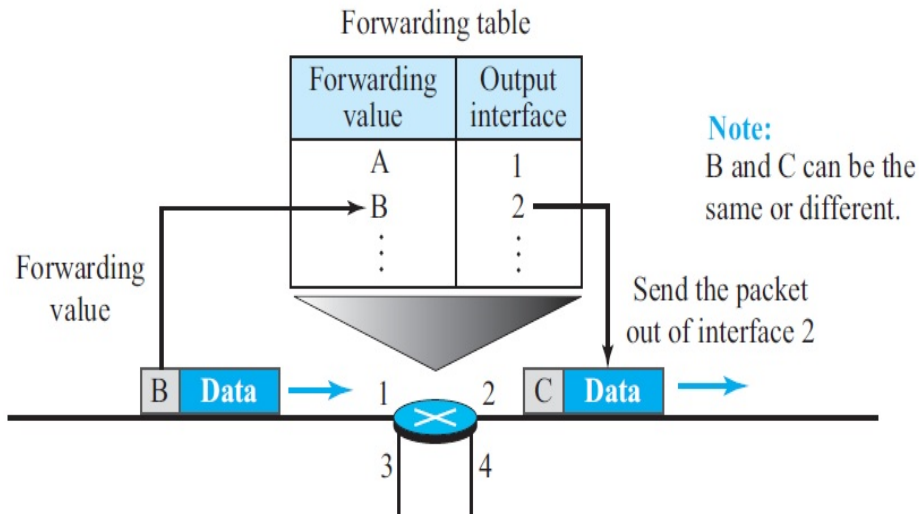 Forwarding table
Forwarding value
Output interface
A 1
B 2
Note:
B and C can be the
same or different.
Forwarding
value
Send the packet
out of interface 2
B Data
1
2
C Data
3
4